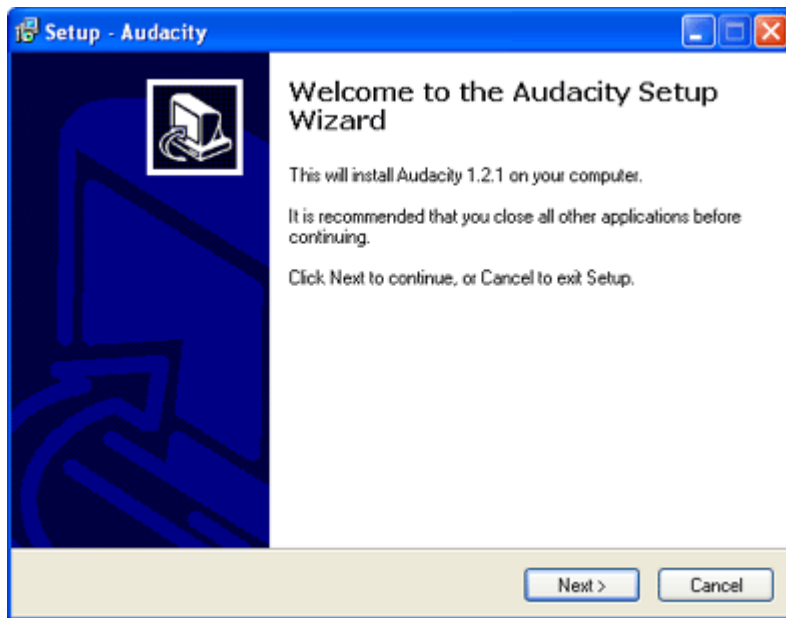 Setup - Audacity
Welcome to the Audacity Setup
Wizard
This will install Audacity 1.2.1 on your computer.
It is recommended that you close all other applications before
continuing.
Click Next to continue, or Cancel to exit Setup.
Next >
Cancel